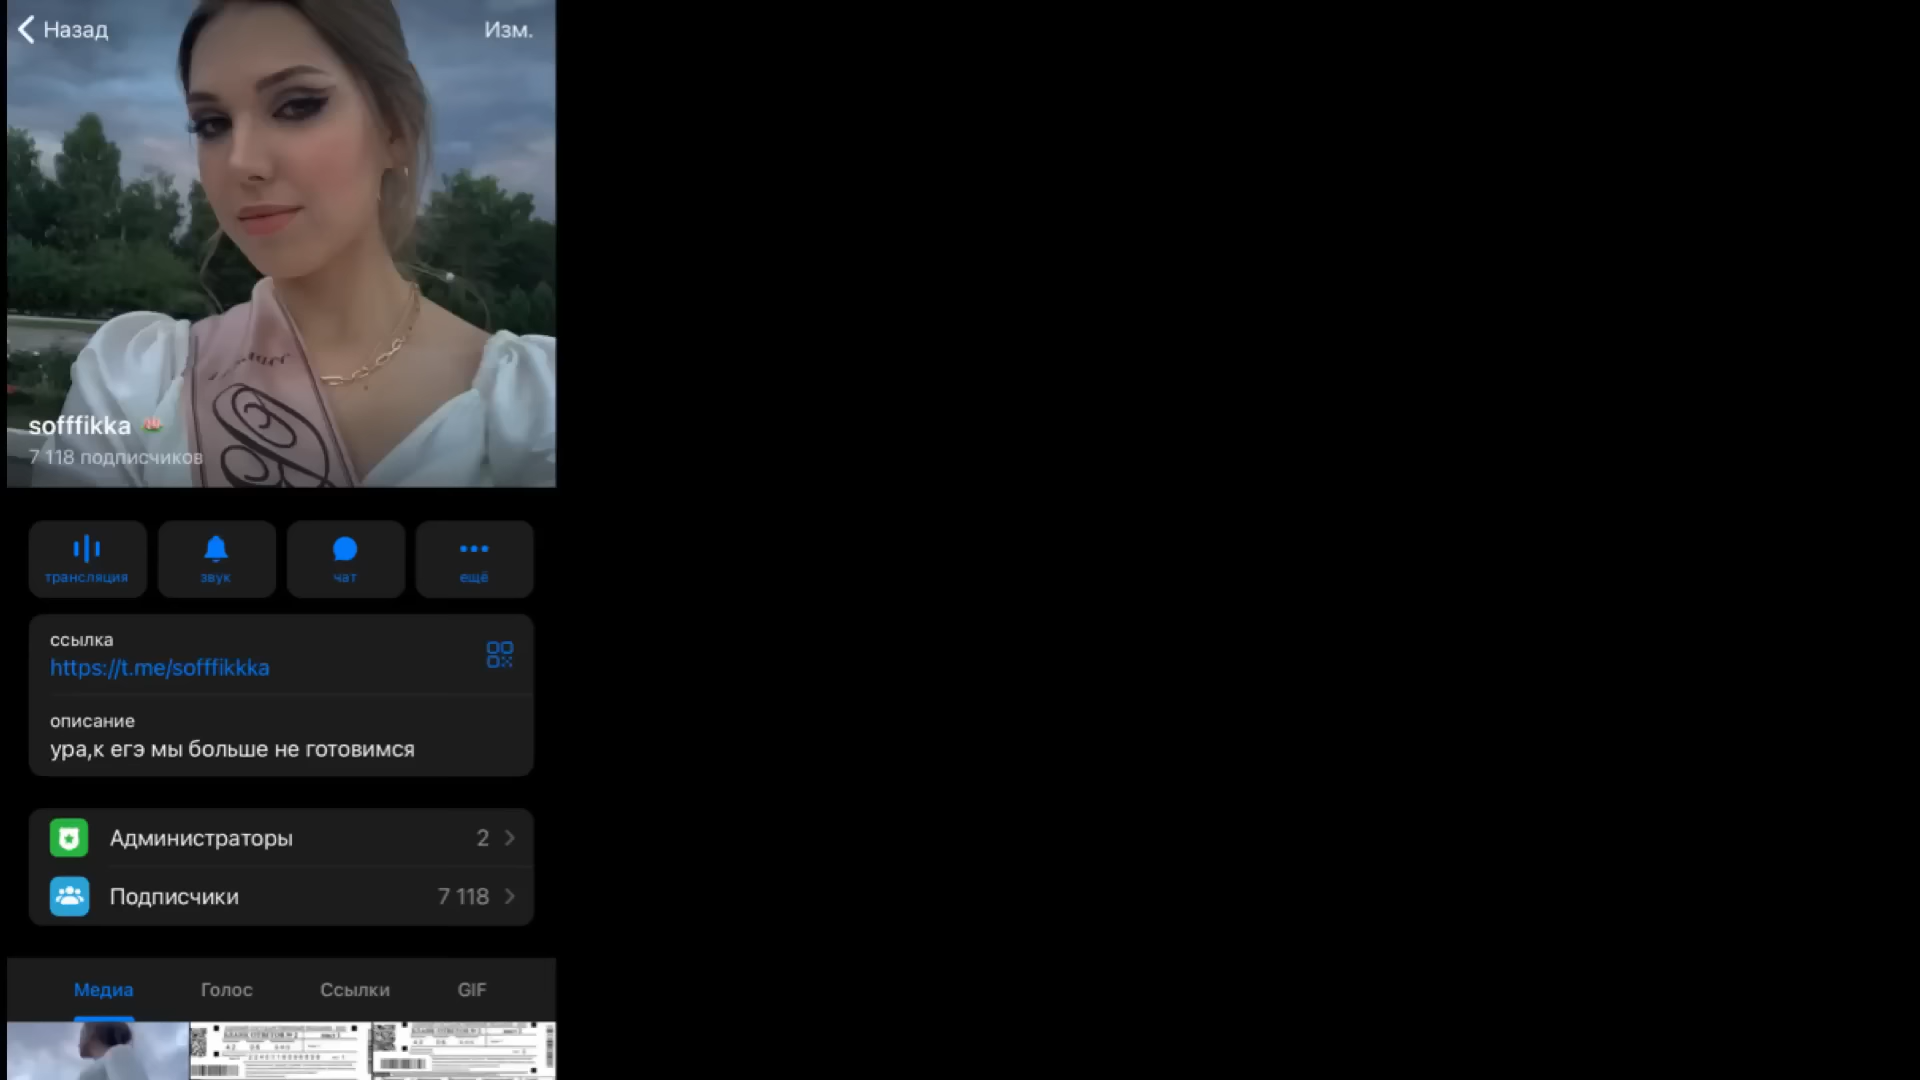 Назад
Изм.
sofffikka
7 118 подписчиков
трансляция
звук
чат
ещё
ссылка
https://t.me/sofffikkka
описание
ура,к егэ мы больше не готовимся
Администраторы
2
Подписчики
7 118
Медиа
Голос
Ссылки
GIF